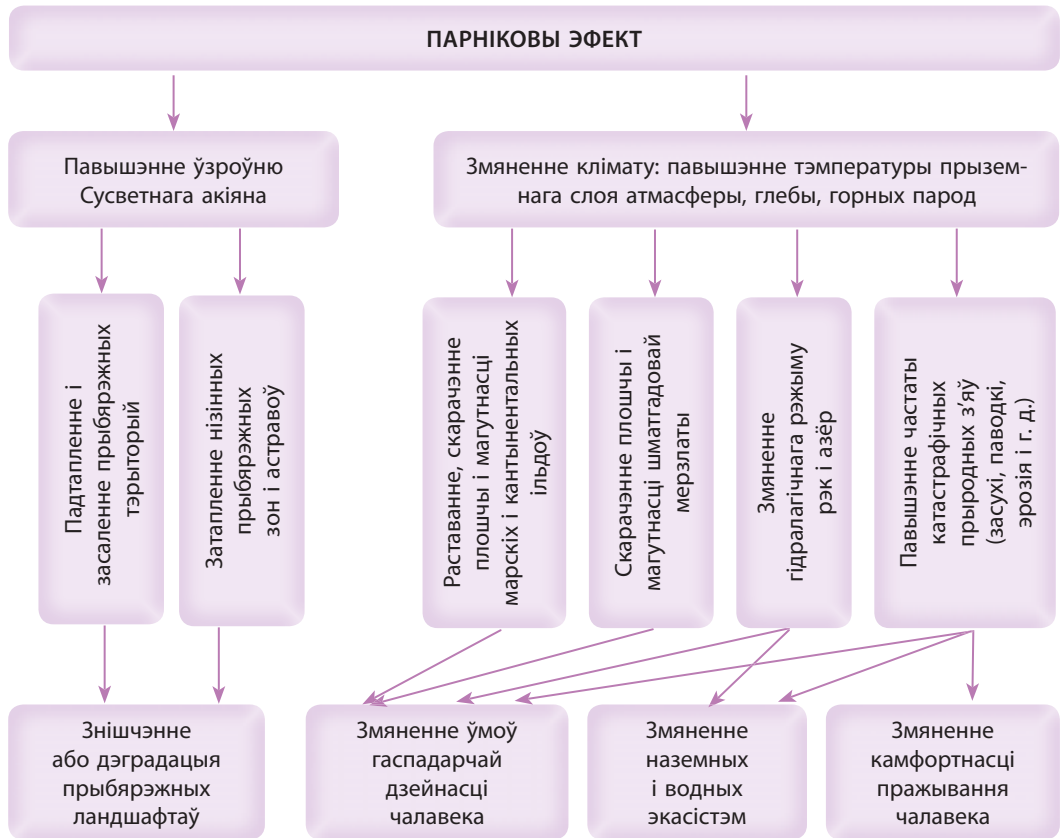 ПАРНІКОВЫ ЭФЕКТ
Павышэнне ўзроўню
Сусветнага акіяна
Змяненне клімату: павышэнне тэмпературы прызем-
нага слоя атмасферы, глебы, горных парод
Падтапленне і
засаленне прыбярэжных
тэрыторый
Затапленне нізінных
прыбярэжных
зон і астравоў
Раставанне, скарачэнне
плошчы і магутнасці
марскіх і кантынентальных
ільдоў
Скарачэнне плошчы і
магутнасці шматгадовай
мерзлаты
Змяненне
гідралагічнага рэжыму
рэк і азёр
Павышэнне частаты
катастрафічных
прыродных з'яў
(засухі, паводкі,
эрозія і г. д.)
Знішчэнне
або дэградацыя
прыбярэжных
ландшафтаў
Змяненне ўмоў
гаспадарчай
дзейнасці
чалавека
Змяненне
наземных
і водных
экасістэм
Змяненне
камфортнасці
пражывання
чалавека